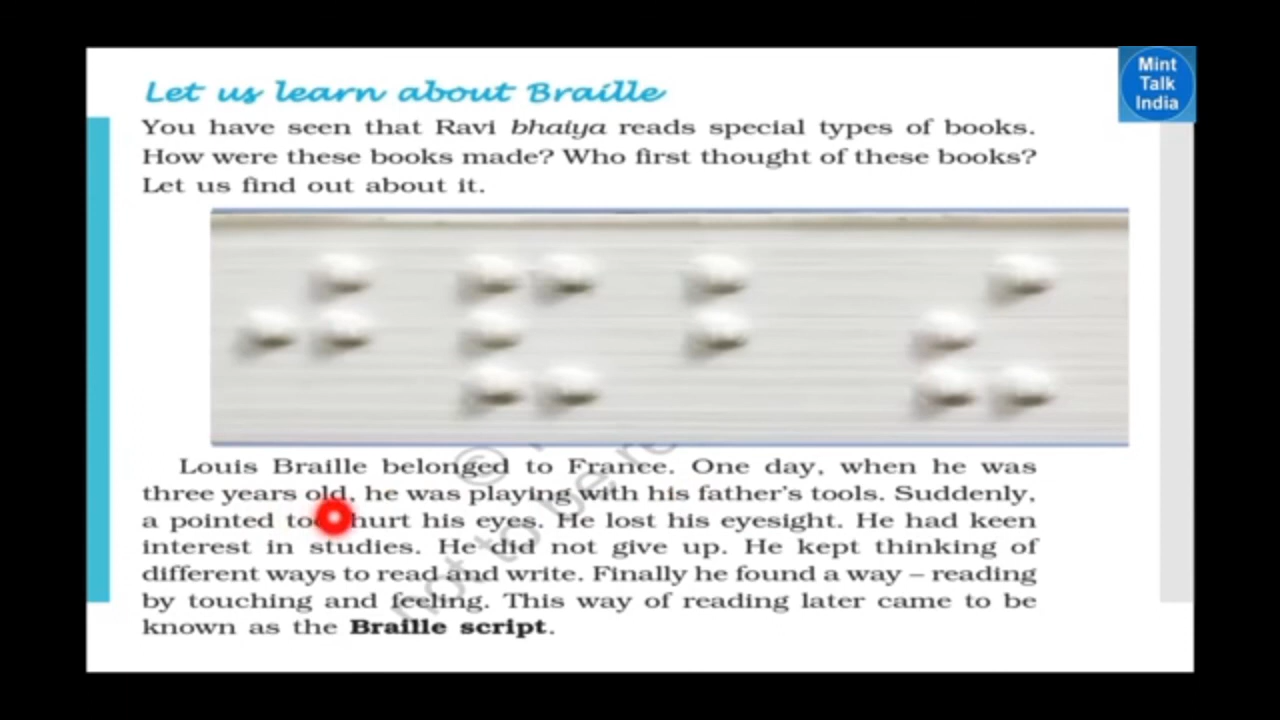 Mint
Talk
India
Let us learn about Braille
You have seen that Ravi bhaiya reads special types of books.
How were these books made? Who first thought of these books?
Let us find out about it.
Louis Braille belonged to France. One day, when he was
three years old, he was playing with his father's tools. Suddenly,
a pointed hurt his eyes. He lost his eyesight. He had keen
interest in studies. He did not give up. He kept thinking of
different ways to read and write. Finally he found a way – reading
by touching and feeling. This way of reading later came to be
known as the Braille script.
not to be re